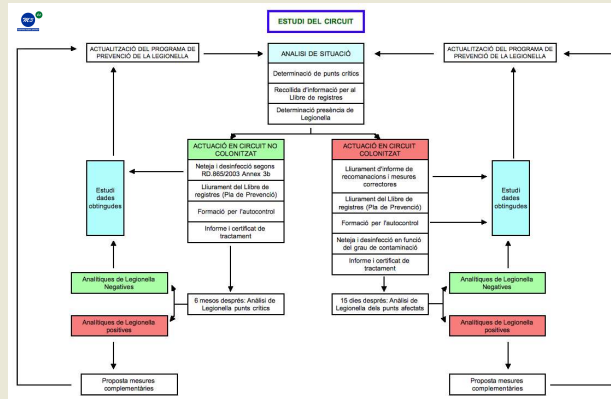 M3
ESTUDI DEL CIRCUIT
ACTUALITZACIÓ DEL PROGRAMA DE
PREVENCIÓ DE LA LEGIONELLA
ANALISI DE SITUACIÓ
ACTUALITZACIÓ DEL PROGRAMA DE
PREVENCIÓ DE LA LEGIONELLA
Determinació de punts crítics
Recollida d'informació per al
Llibre de registres
Determinació presència de
Legionella
ACTUACIÓ EN CIRCUIT NO
COLONITZAT
Neteja i desinfecció segons
RD.865/2003 Annex 3b
Lliurament del Llibre de
registres (Pla de Prevenció)
Formació per l'autocontrol
Informe i certificat de
tractament
ACTUACIÓ EN CIRCUIT
COLONITZAT
Lliurament d'informe de
recomanacions i mesures
correctores
Lliurament del Llibre de
registres (Pla de Prevenció)
Formació per l'autocontrol
Neteja i desinfecció en funció
del grau de contaminació
Informe i certificat de
tractament
Estudi
dades
obtingudes
Estudi
dades
obtingudes
Analítiques de Legionella
Negatives
6 mesos després: Anàlisi de
Legionella punts crítics
15 dies després: Anàlisi de
Legionella dels punts afectats
Analítiques de Legionella
Negatives
Analítiques de Legionella
positives
Analítiques de Legionella
positives
Proposta mesures
complementàries
Proposta mesures
complementàries